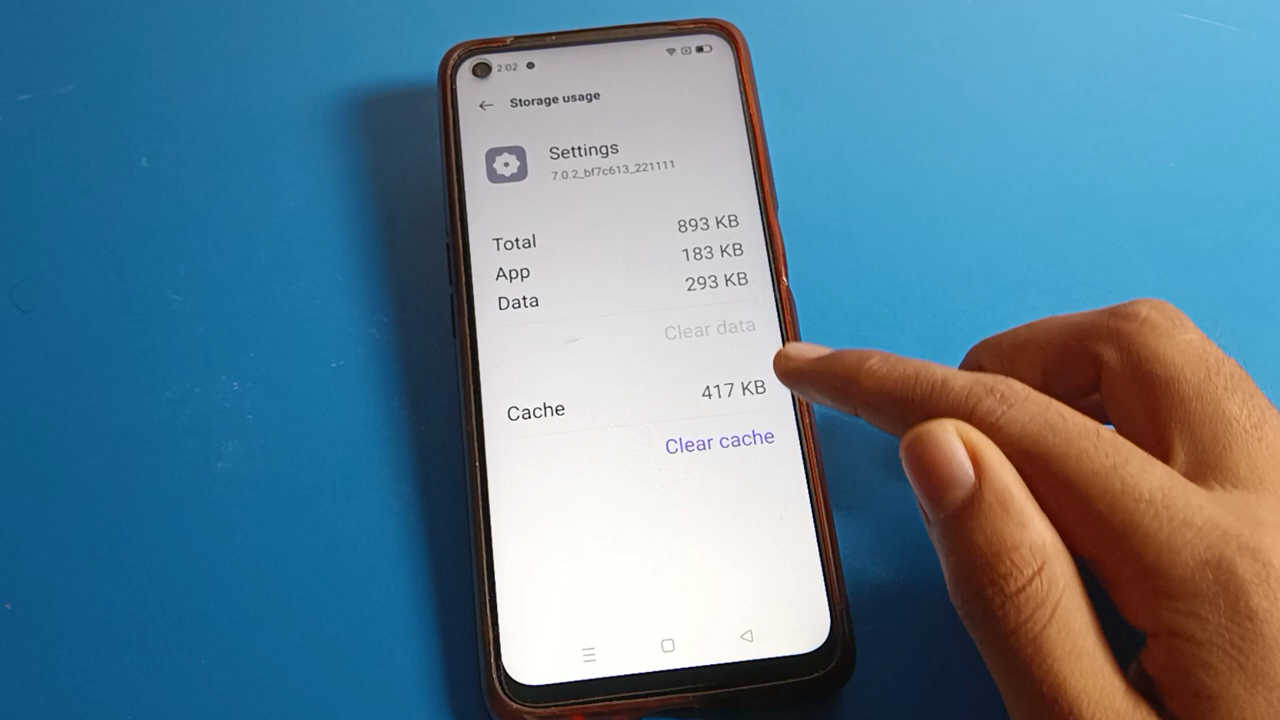 2:02
Storage usage
Settings
7.0.2_bf7c613_221111
Total 893 KB
App 183 KB
Data 293 KB
Clear data
Cache 417 KB
Clear cache